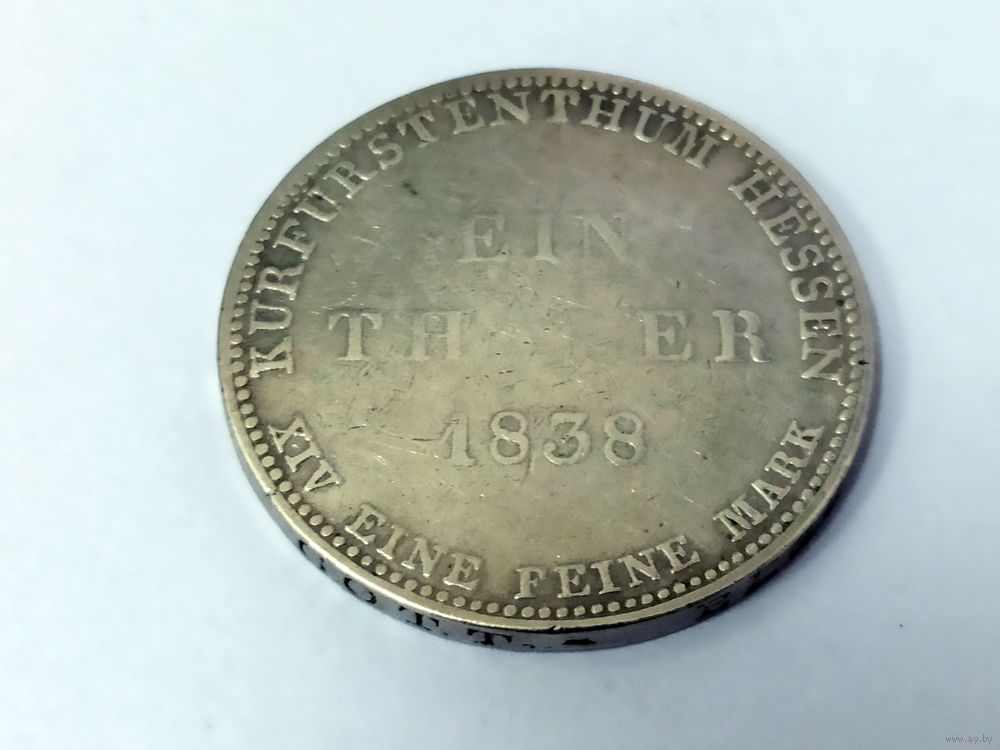 KURFURSTENTHUM HESSEN
EIN
TH ER
1838
XIV EINE FEINE MARK
GOTT
www.ay.by